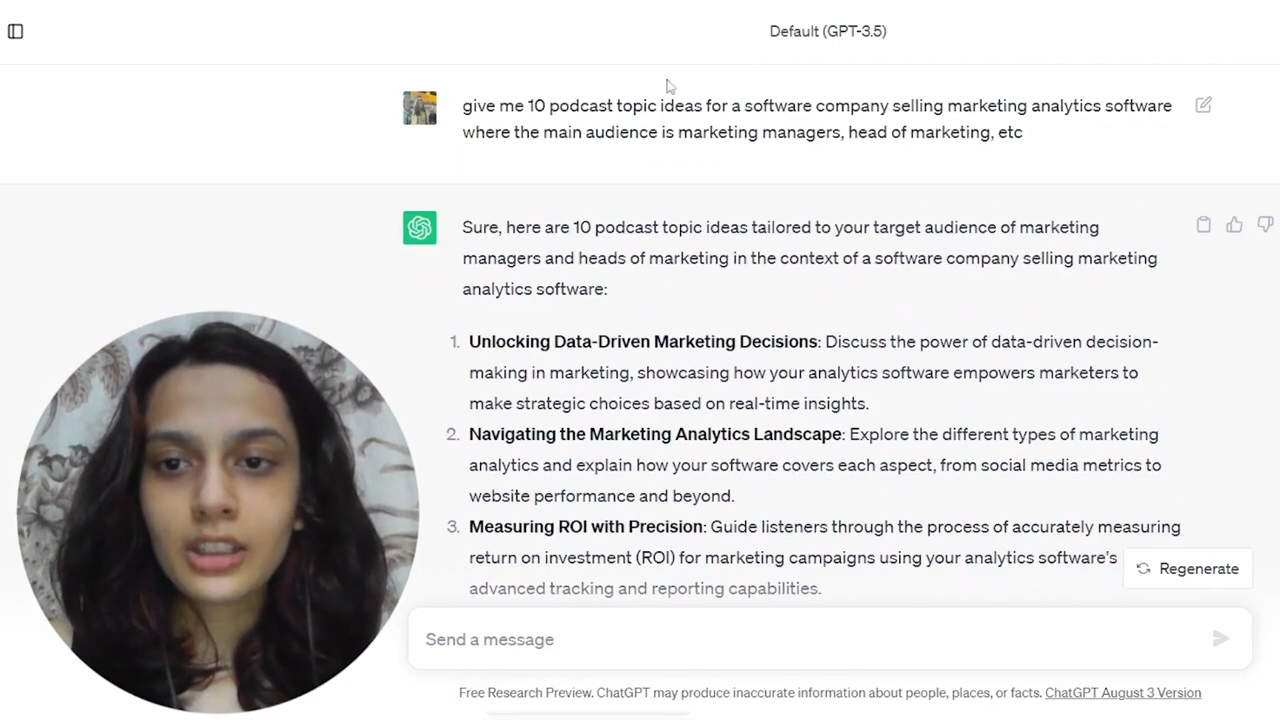 Default (GPT-3.5)
give me 10 podcast topic ideas for a software company selling marketing analytics software
where the main audience is marketing managers, head of marketing, etc
Sure, here are 10 podcast topic ideas tailored to your target audience of marketing
managers and heads of marketing in the context of a software company selling marketing
analytics software:
1. Unlocking Data-Driven Marketing Decisions: Discuss the power of data-driven decision-
making in marketing, showcasing how your analytics software empowers marketers to
make strategic choices based on real-time insights.
2. Navigating the Marketing Analytics Landscape: Explore the different types of marketing
analytics and explain how your software covers each aspect, from social media metrics to
website performance and beyond.
3. Measuring ROI with Precision: Guide listeners through the process of accurately measuring
return on investment (ROI) for marketing campaigns using your analytics software's
advanced tracking and reporting capabilities.
Regenerate
Send a message
Free Research Preview. ChatGPT may produce inaccurate information about people, places, or facts. ChatGPT August 3 Version